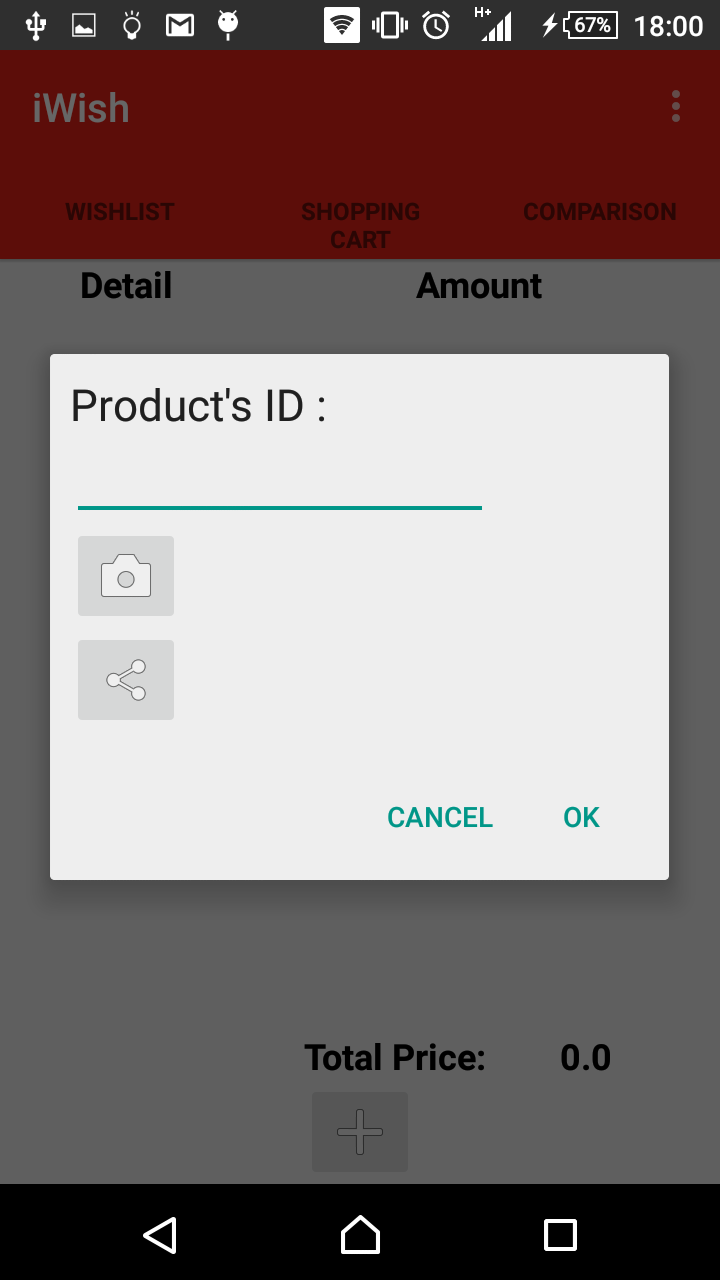 H+
67%
18:00
iWish
WISHLIST
SHOPPING
CART
COMPARISON
Detail
Amount
Product's ID :
CANCEL
OK
Total Price:
0.0